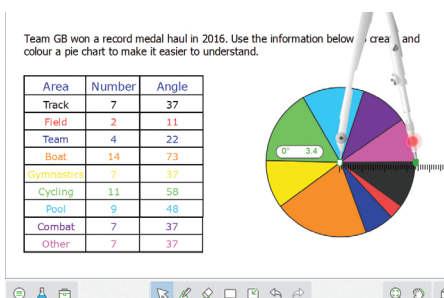 Team GB won a record medal haul in 2016. Use the information below and
colour a pie chart to make it easier to understand.
Area Number Angle
Track 7 37
Field 2 11
Team 4 22
Boat 14 73
Gymnastics 7 37
Cycling 11 58
Pool 9 48
Combat 7 37
Other 7 37
0° 3.4